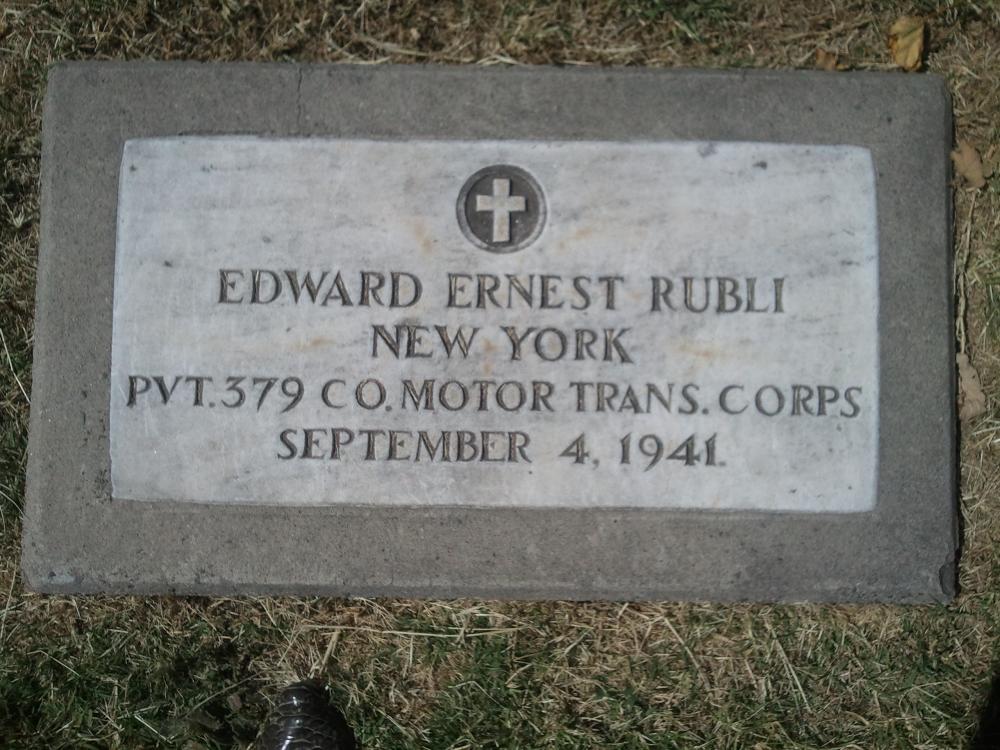 EDWARD ERNEST RUBLI
NEW YORK
PVT. 379 CO. MOTOR TRANS. CORPS
SEPTEMBER 4, 1941.